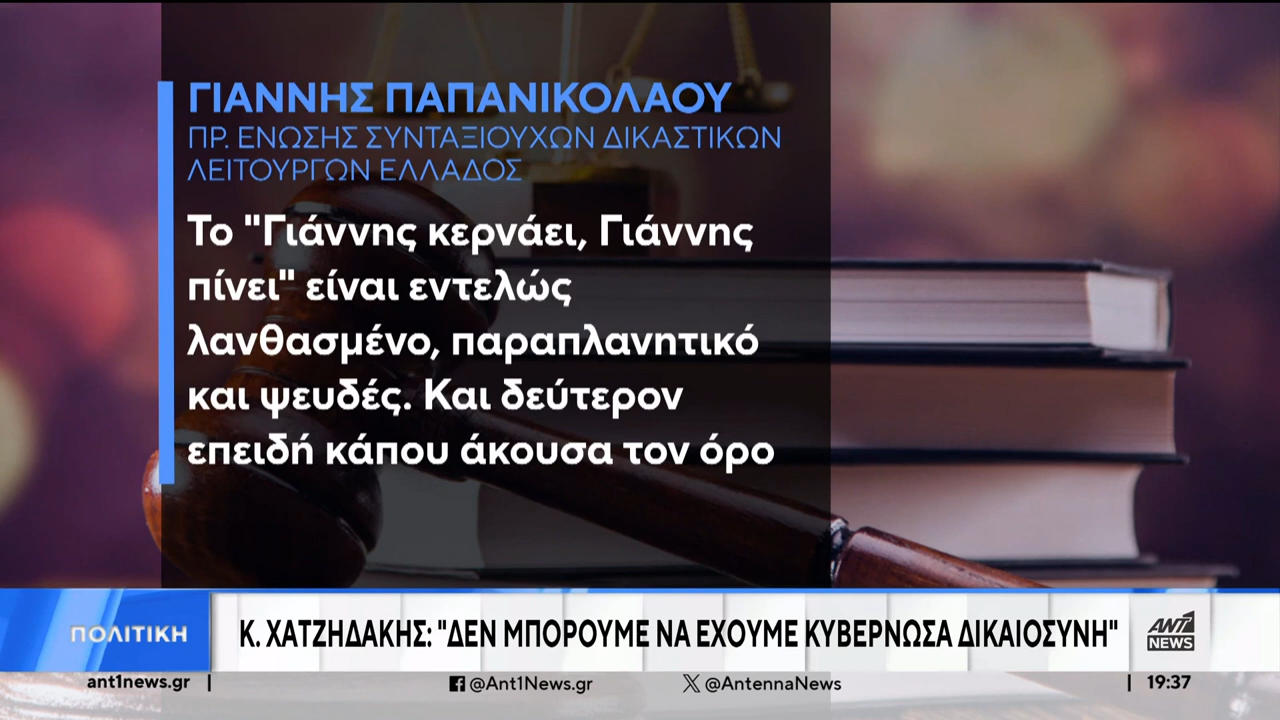 ΓΙΑΝΝΗΣ ΠΑΠΑΝΙΚΟΛΑΟΥ
ΠΡ. ΕΝΩΣΗΣ ΣΥΝΤΑΞΙΟΥΧΩΝ ΔΙΚΑΣΤΙΚΩΝ
ΛΕΙΤΟΥΡΓΩΝ ΕΛΛΑΔΟΣ
Το "Γιάννης κερνάει, Γιάννης
πίνει" είναι εντελώς
λανθασμένο, παραπλανητικό
και ψευδές. Και δεύτερον
επειδή κάπου άκουσα τον όρο
ΠΟΛΙΤΙΚΗ
Κ. ΧΑΤΖΗΔΑΚΗΣ: "ΔΕΝ ΜΠΟΡΟΥΜΕ ΝΑ ΕΧΟΥΜΕ ΚΥΒΕΡΝΩΣΑ ΔΙΚΑΙΟΣΥΝΗ"
ANT1
NEWS
ant1news.gr | @Ant1News.gr @AntennaNews | 19:37